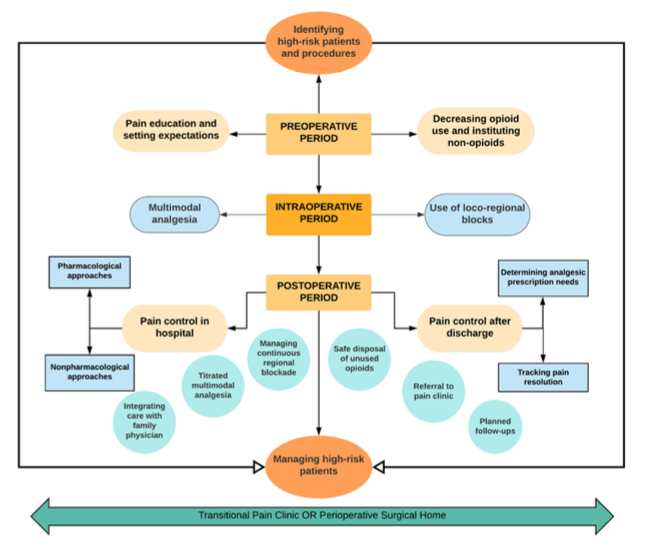 Identifying
high-risk patients
and procedures
Pain education and
setting expectations
PREOPERATIVE
PERIOD
Decreasing opioid
use and instituting
non-opioids
Multimodal
analgesia
INTRAOPERATIVE
PERIOD
Use of loco-regional
blocks
Pharmacological
approaches
POSTOPERATIVE
PERIOD
Determining analgesic
prescription needs
Pain control in
hospital
Pain control after
discharge
Nonpharmacological
approaches
Managing
continuous
regional
blockade
Safe disposal
of unused
opioids
Tracking pain
resolution
Titrated
multimodal
analgesia
Referral to
pain clinic
Integrating
care with
family
physician
Planned
follow-ups
Managing high-risk
patients
Transitional Pain Clinic OR Perioperative Surgical Home